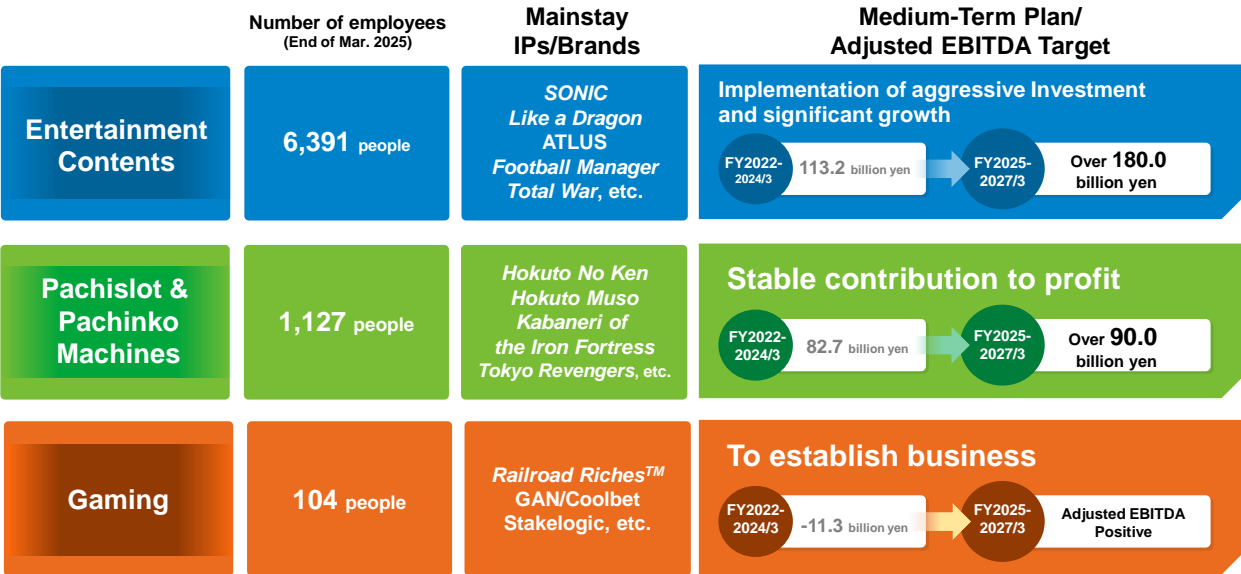 Number of employees
(End of Mar. 2025)
Mainstay
IPs/Brands
Medium-Term Plan/
Adjusted EBITDA Target
Entertainment
Contents
6,391 people
SONIC
Like a Dragon
ATLUS
Football Manager
Total War, etc.
Implementation of aggressive Investment
and significant growth
FY2022-
2024/3
113.2 billion yen
FY2025-
2027/3
Over 180.0
billion yen
Pachislot &
Pachinko
Machines
1,127 people
Hokuto No Ken
Hokuto Muso
Kabaneri of
the Iron Fortress
Tokyo Revengers, etc.
Stable contribution to profit
FY2022-
2024/3
82.7 billion yen
FY2025-
2027/3
Over 90.0
billion yen
Gaming
104 people
Railroad Riches™
GAN/Coolbet
Stakelogic, etc.
To establish business
FY2022-
2024/3
-11.3 billion yen
FY2025-
2027/3
Adjusted EBITDA
Positive